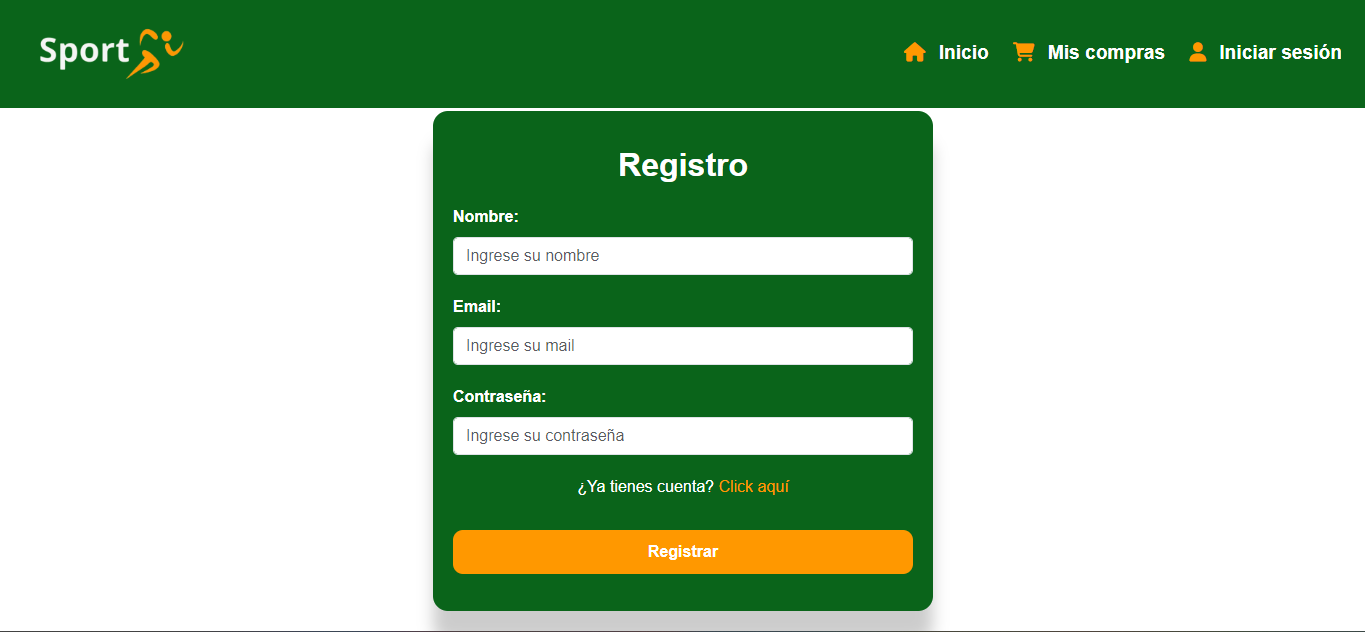 Sport
Inicio Mis compras Iniciar sesión
Registro
Nombre:
Ingrese su nombre
Email:
Ingrese su mail
Contraseña:
Ingrese su contraseña
¿Ya tienes cuenta? Click aquí
Registrar